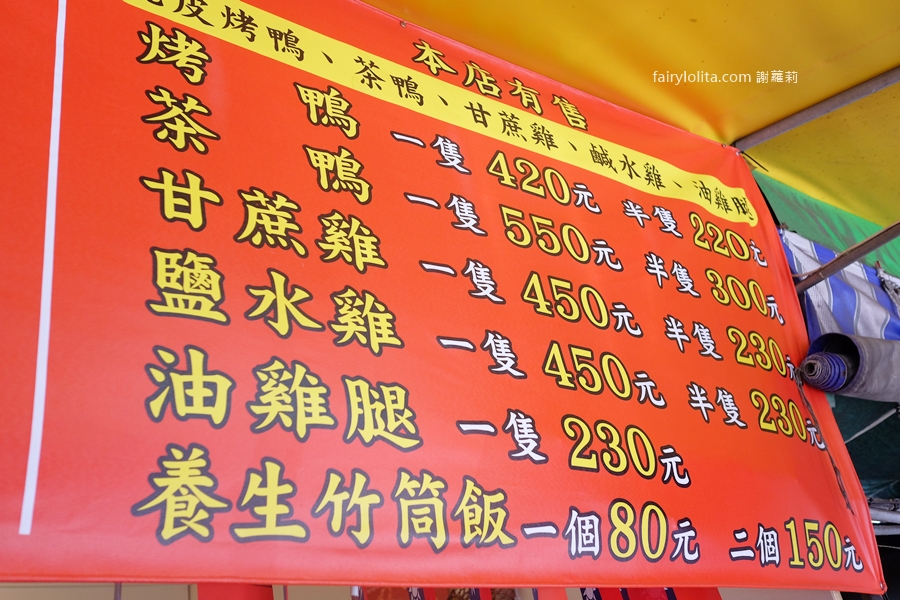 本店有售
皮烤鴨、茶鴨、甘蔗雞、鹹水雞、油雞腿
烤鴨 一隻420元 半隻220元
茶鴨 一隻550元 半隻300元
甘蔗雞 一隻450元 半隻230元
鹽水雞 一隻450元 半隻230元
油雞腿 一隻230元
養生竹筒飯 一個80元 二個150元
fairylolita.com 謝蘿莉